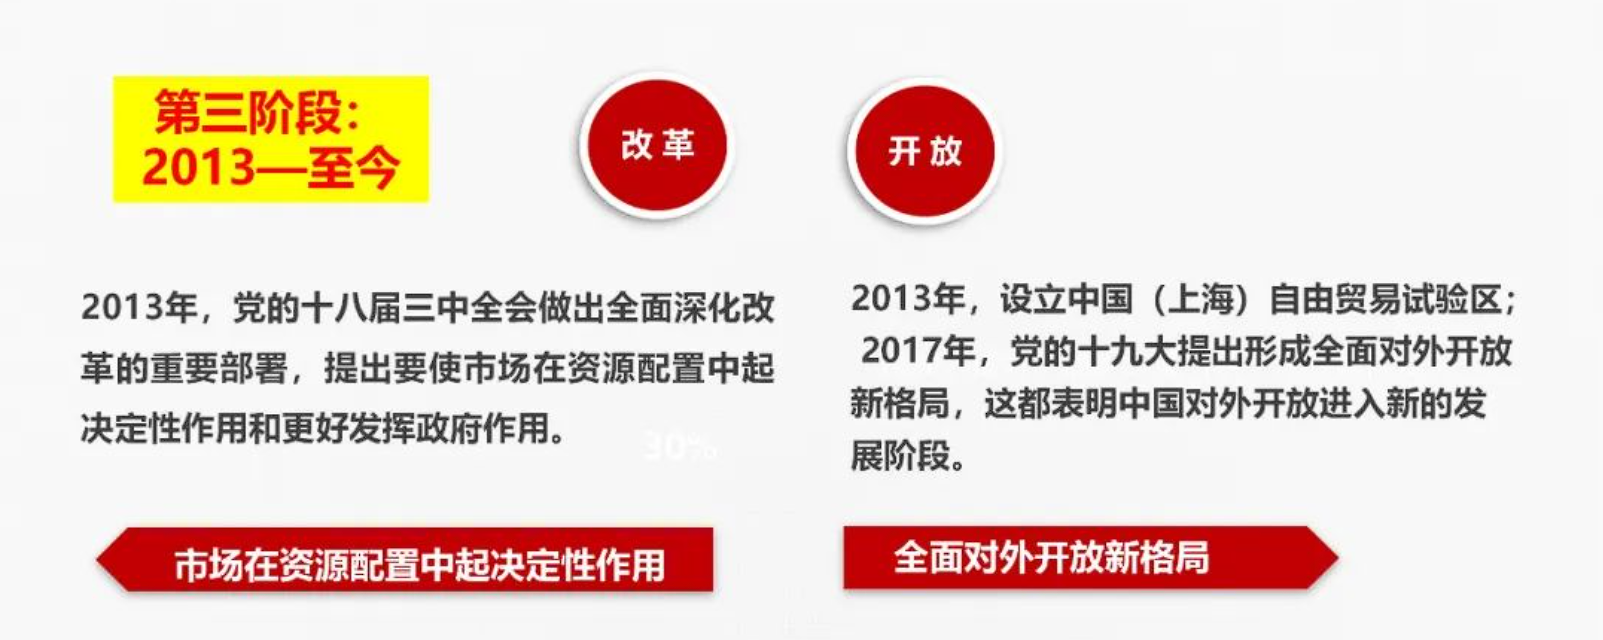 第三阶段：
2013—至今
改革
开放
2013年，党的十八届三中全会做出全面深化改
革的重要部署，提出要使市场在资源配置中起
决定性作用和更好发挥政府作用。
30%
2013年，设立中国（上海）自由贸易试验区；
2017年，党的十九大提出形成全面对外开放
新格局，这都表明中国对外开放进入新的发
展阶段。
市场在资源配置中起决定性作用
全面对外开放新格局